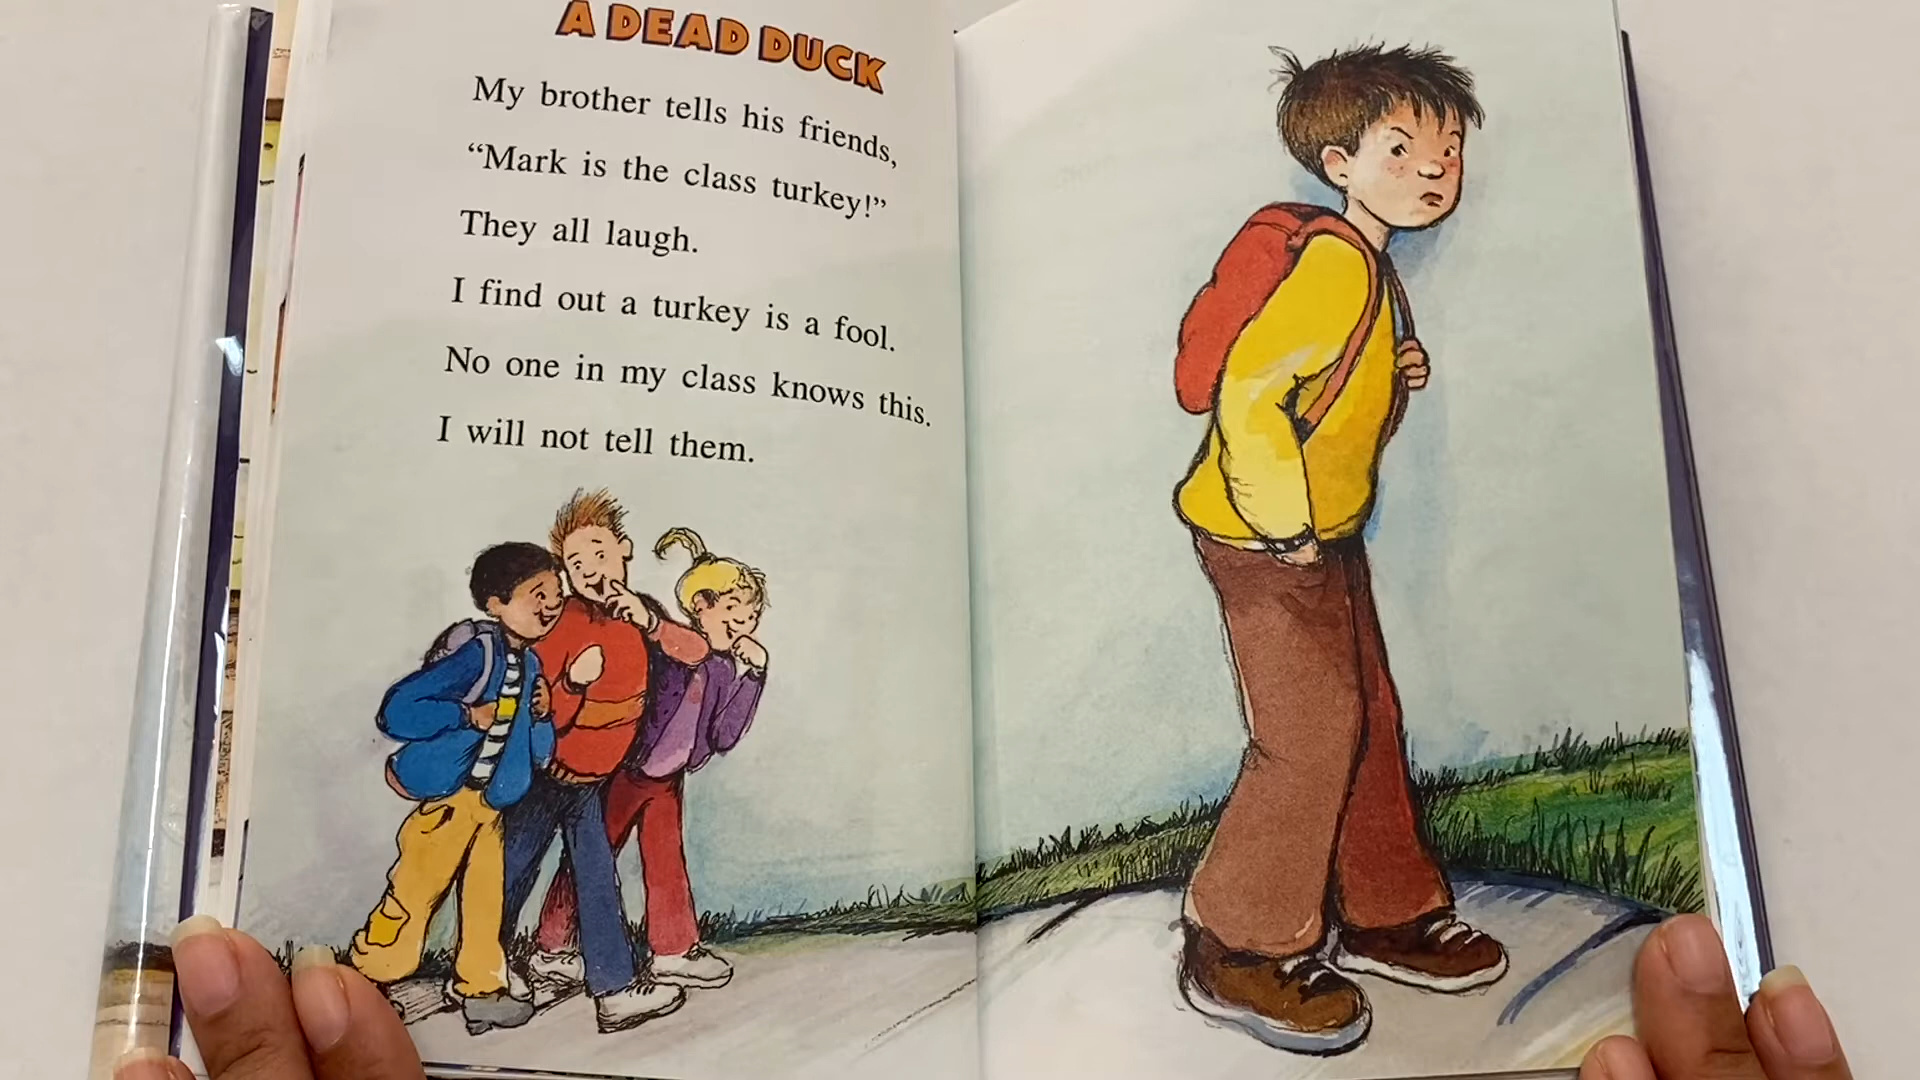 A DEAD DUCK
My brother tells his friends,
“Mark is the class turkey!”
They all laugh.
I find out a turkey is a fool.
No one in my class knows this.
I will not tell them.